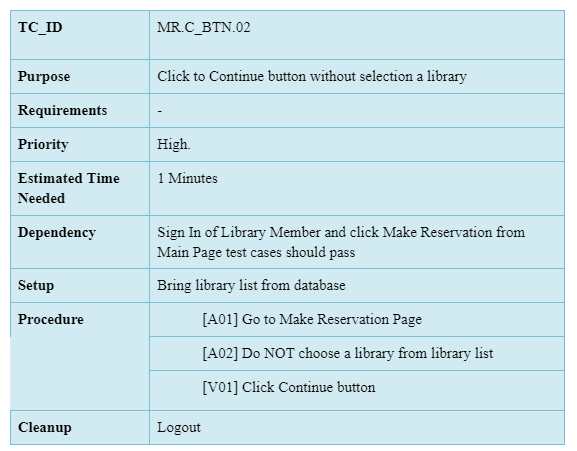 TC_ID
MR.C_BTN.02
Purpose
Click to Continue button without selection a library
Requirements
-
Priority
High.
Estimated Time
Needed
1 Minutes
Dependency
Sign In of Library Member and click Make Reservation from
Main Page test cases should pass
Setup
Bring library list from database
Procedure
[A01] Go to Make Reservation Page
[A02] Do NOT choose a library from library list
[V01] Click Continue button
Cleanup
Logout